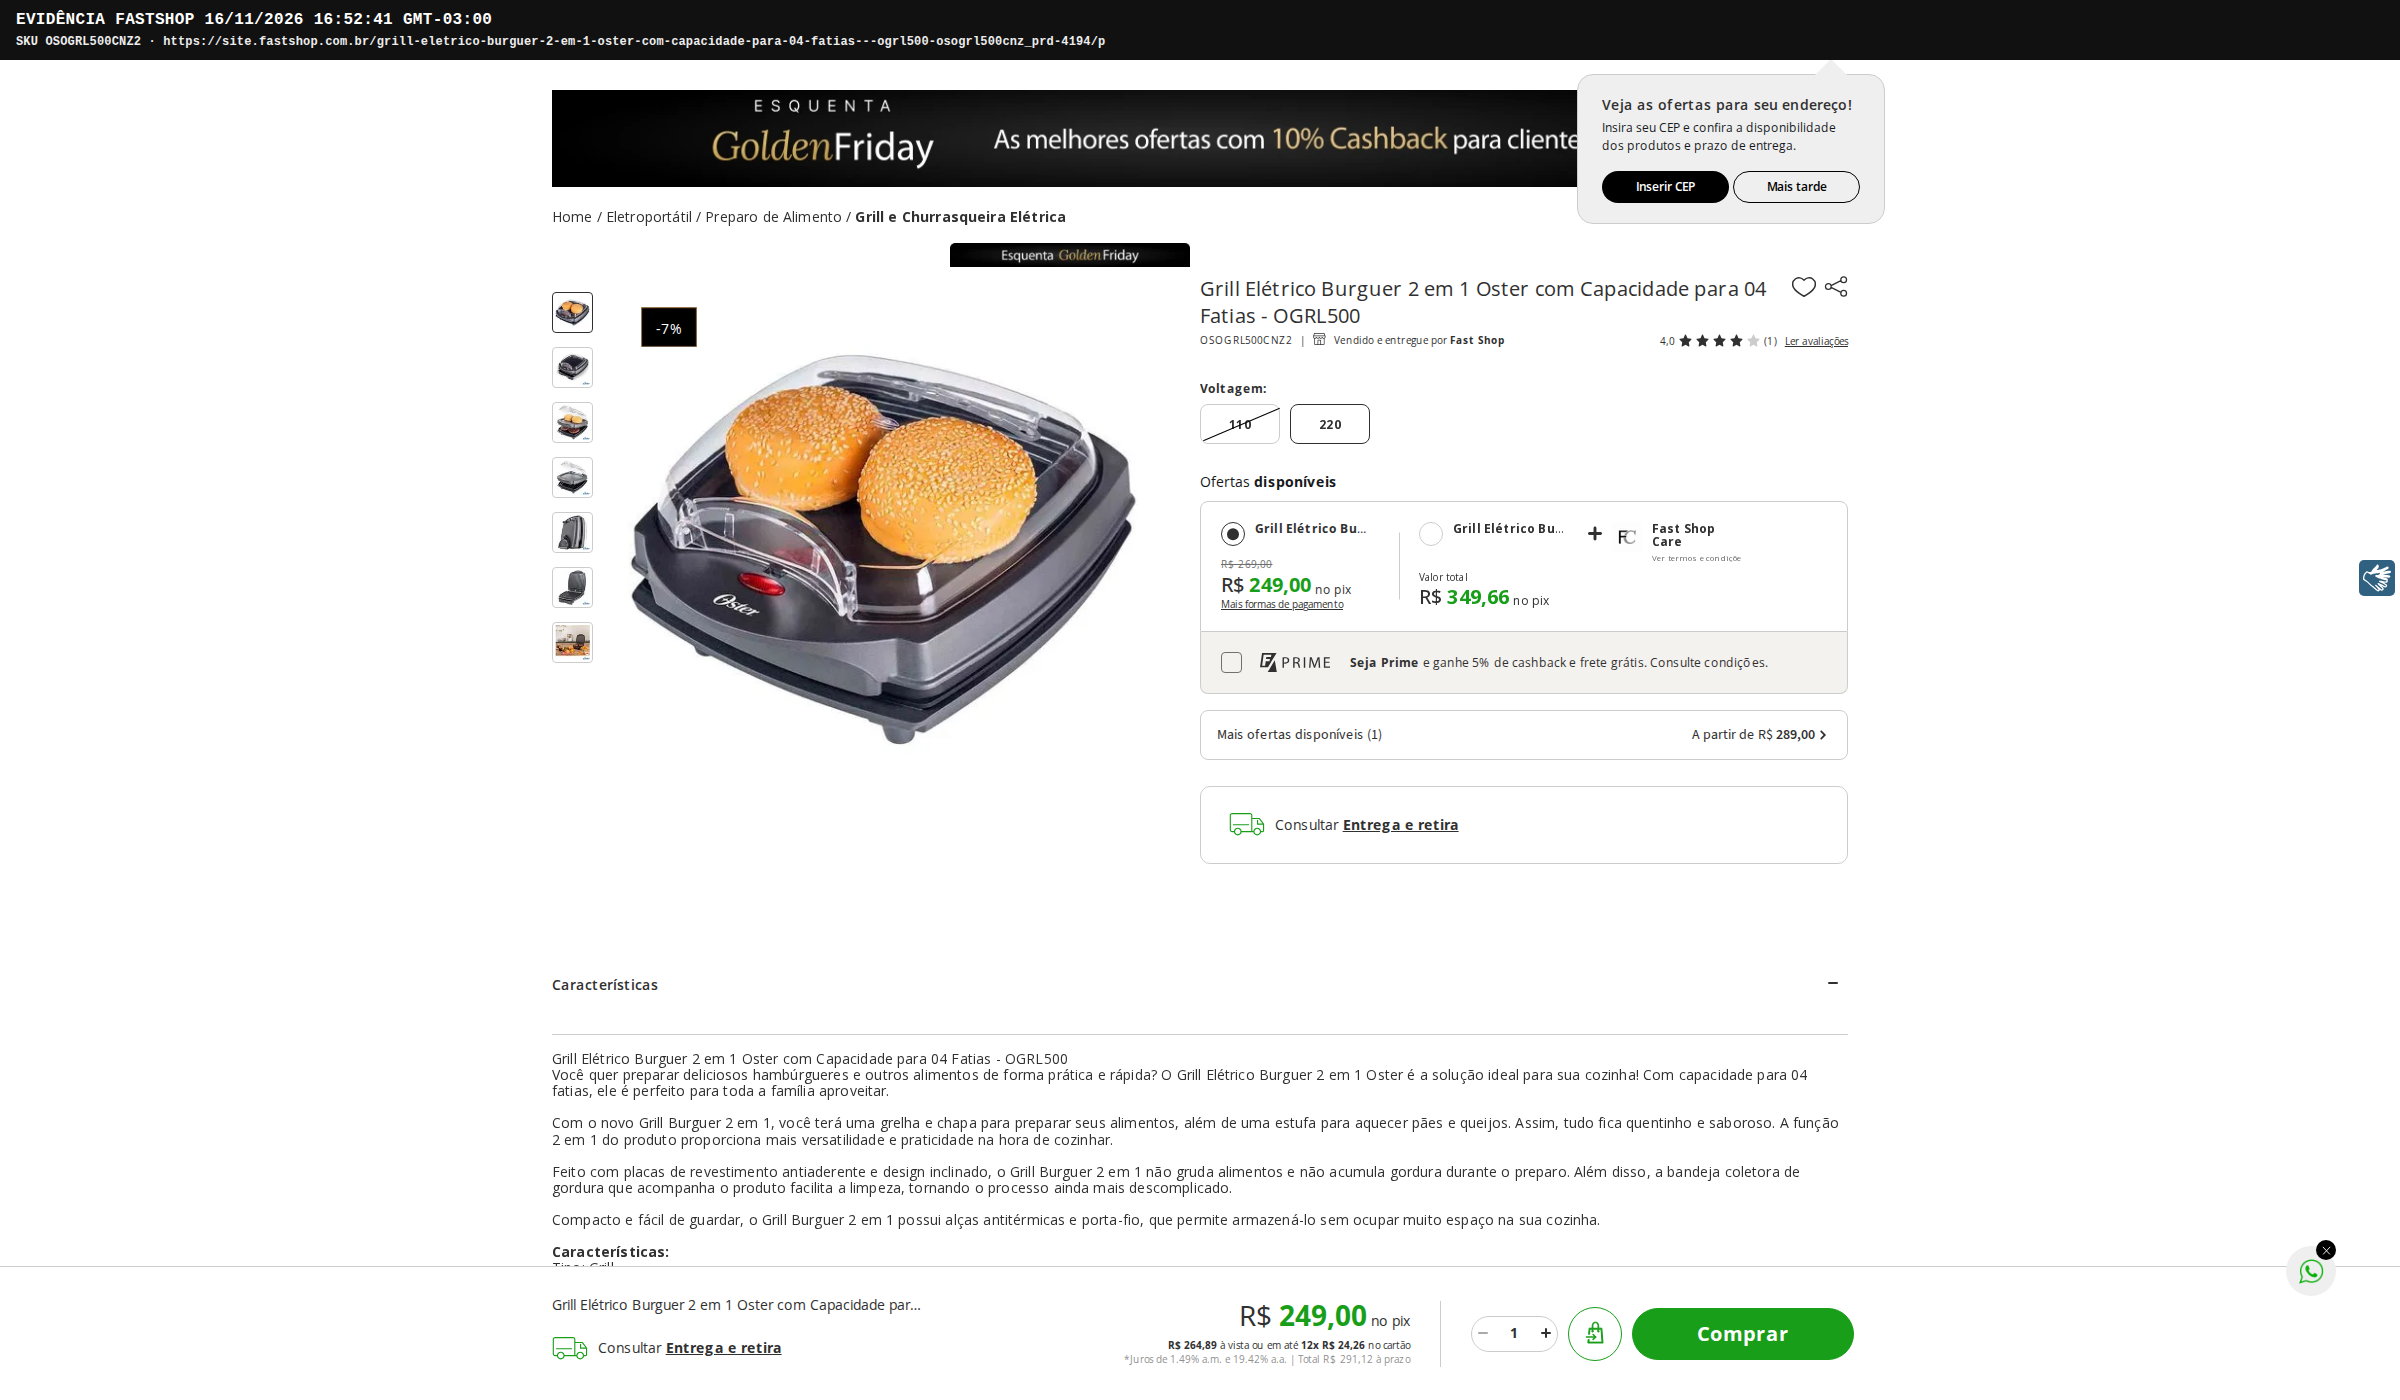 EVIDÊNCIA FASTSHOP 16/11/2026 16:52:41 GMT-03:00
SKU OSOGRL500CNZ2 · https://site.fastshop.com.br/grill-eletrico-burguer-2-em-1-oster-com-capacidade-para-04-fatias---ogrl500-osogrl500cnz_prd-4194/p
ESQUENTA
GoldenFriday
As melhores ofertas com 10% Cashback para cliente
Veja as ofertas para seu endereço!
Insira seu CEP e confira a disponibilidade
dos produtos e prazo de entrega.
Inserir CEP
Mais tarde
Home / Eletroportátil / Preparo de Alimento / Grill e Churrasqueira Elétrica
Esquenta GoldenFriday
-7%
Oster
Grill Elétrico Burguer 2 em 1 Oster com Capacidade para 04
Fatias - OGRL500
OSOGRL500CNZ2 | Vendido e entregue por Fast Shop
4,0 (1) Ler avaliações
Voltagem:
110
220
Ofertas disponíveis
Grill Elétrico Bu...
R$ 269,00
R$ 249,00 no pix
Mais formas de pagamento
Grill Elétrico Bu...
Valor total
R$ 349,66 no pix
+
FC
Fast Shop
Care
Ver termos e condiçõe
PRIME
Seja Prime e ganhe 5% de cashback e frete grátis. Consulte condições.
Mais ofertas disponíveis (1)
A partir de R$ 289,00
Consultar Entrega e retira
Características
Grill Elétrico Burguer 2 em 1 Oster com Capacidade para 04 Fatias - OGRL500
Você quer preparar deliciosos hambúrgueres e outros alimentos de forma prática e rápida? O Grill Elétrico Burguer 2 em 1 Oster é a solução ideal para sua cozinha! Com capacidade para 04
fatias, ele é perfeito para toda a família aproveitar.
Com o novo Grill Burguer 2 em 1, você terá uma grelha e chapa para preparar seus alimentos, além de uma estufa para aquecer pães e queijos. Assim, tudo fica quentinho e saboroso. A função
2 em 1 do produto proporciona mais versatilidade e praticidade na hora de cozinhar.
Feito com placas de revestimento antiaderente e design inclinado, o Grill Burguer 2 em 1 não gruda alimentos e não acumula gordura durante o preparo. Além disso, a bandeja coletora de
gordura que acompanha o produto facilita a limpeza, tornando o processo ainda mais descomplicado.
Compacto e fácil de guardar, o Grill Burguer 2 em 1 possui alças antitérmicas e porta-fio, que permite armazená-lo sem ocupar muito espaço na sua cozinha.
Características:
Tipo: Grill
Grill Elétrico Burguer 2 em 1 Oster com Capacidade par...
Consultar Entrega e retira
R$ 249,00 no pix
R$ 264,89 à vista ou em até 12x R$ 24,26 no cartão
*Juros de 1.49% a.m. e 19.42% a.a. | Total R$ 291,12 à prazo
− 1 +
Comprar